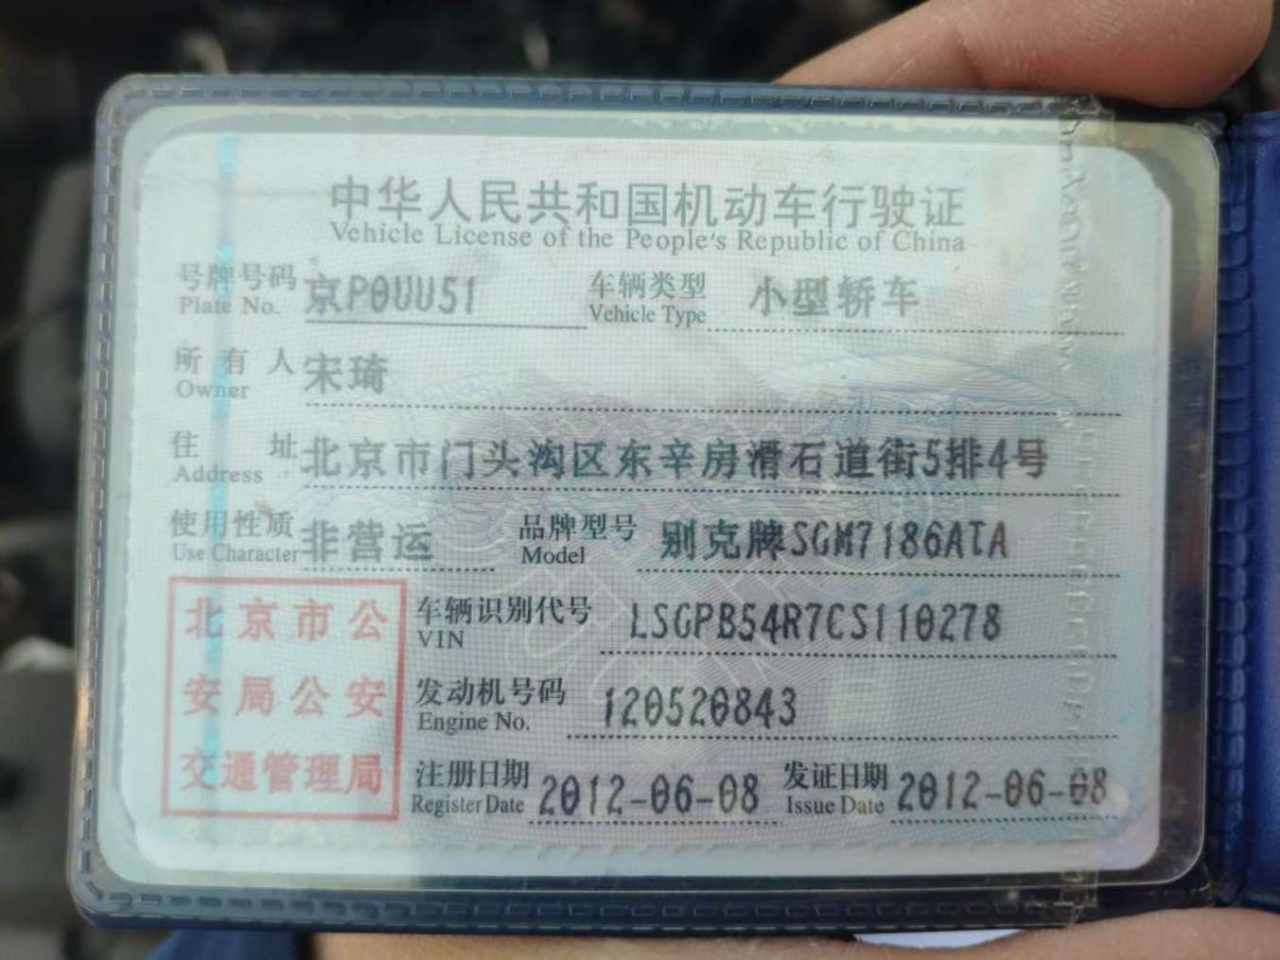 中华人民共和国机动车行驶证
Vehicle License of the People's Republic of China
号牌号码 京P0UU51 车辆类型 小型轿车
Plate No. Vehicle Type
所有人 宋琦
Owner
住址 北京市门头沟区东辛房滑石道街5排4号
Address
使用性质 非营运 品牌型号 别克牌SGM7186ATA
Use Character Model
北京市公
安局公安
交通管理局
车辆识别代号 LSGPB54R7CS110278
VIN
发动机号码 120520843
Engine No.
注册日期 2012-06-08 发证日期 2012-06-08
Register Date Issue Date